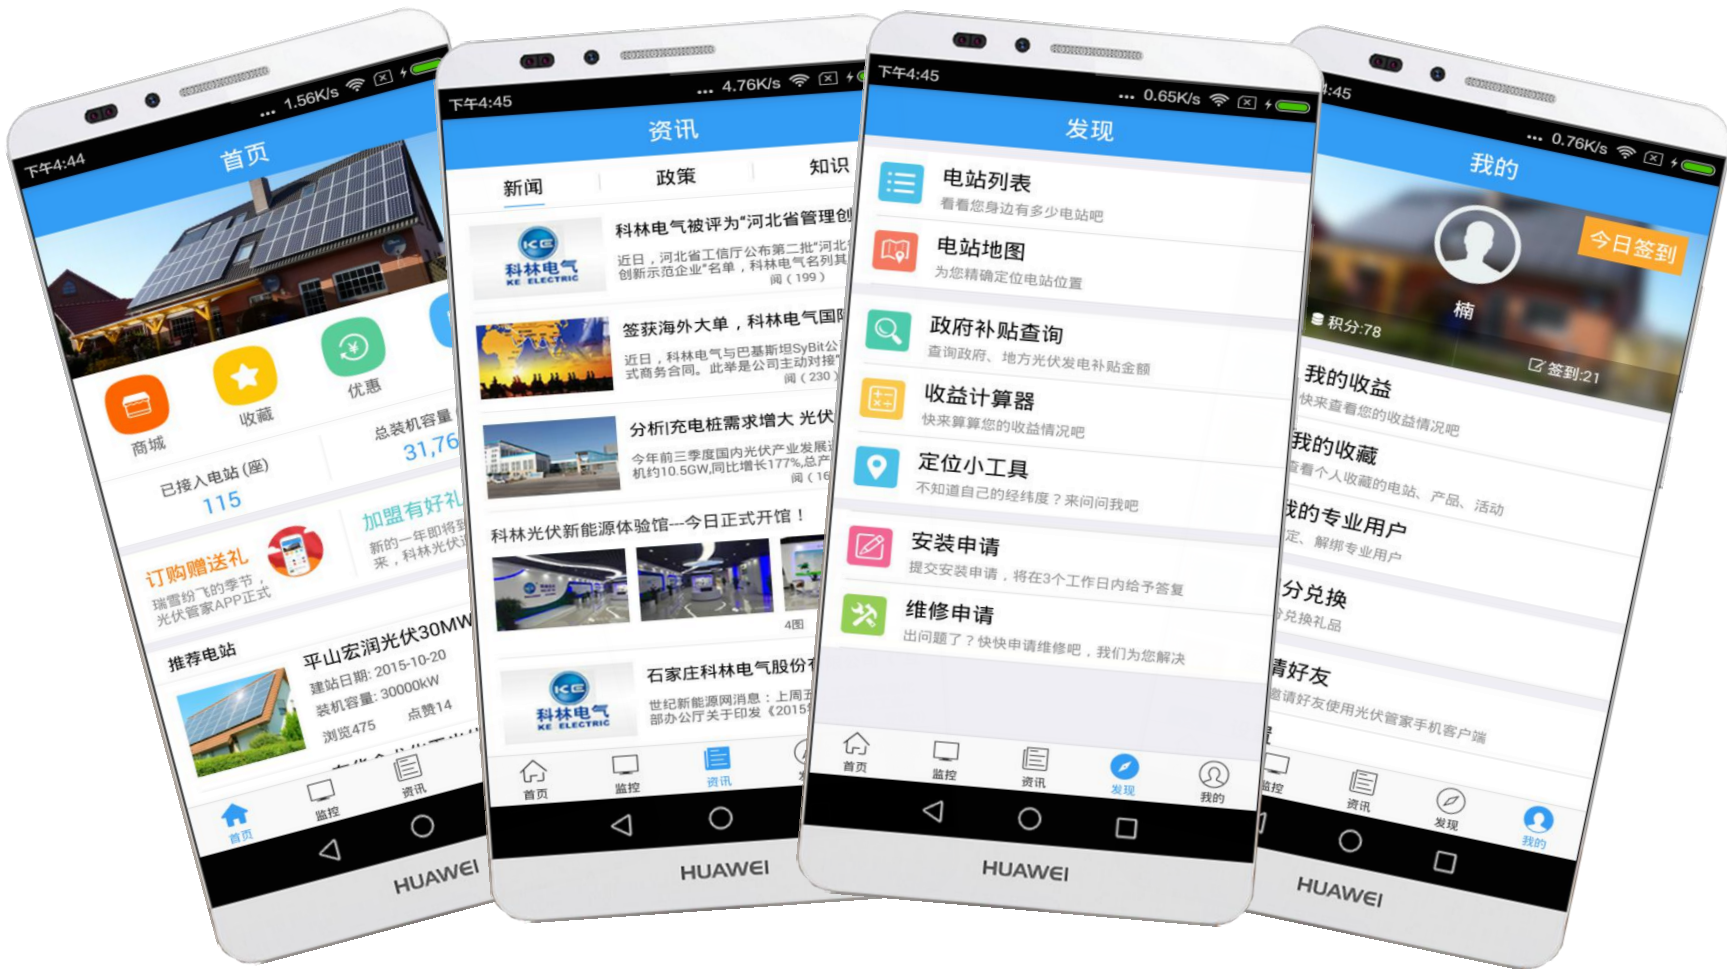 下午4:44
... 1.56K/s
首页
商城
收藏
优惠
已接入电站 (座)
115
总装机容量
31,76
订购赠送礼
瑞雪纷飞的季节，
光伏管家APP正式
加盟有好礼
新的一年即将到
来，科林光伏
推荐电站
平山宏润光伏30MW
建站日期: 2015-10-20
装机容量: 30000kW
浏览475
点赞14
首页
监控
资讯
HUAWEI
下午4:45
... 4.76K/s
资讯
新闻
政策
知识
KE
科林电气
KE ELECTRIC
科林电气被评为“河北省管理创
近日，河北省工信厅公布第二批“河北
创新示范企业”名单，科林电气名列其
阅（199）
签获海外大单，科林电气国际
近日，科林电气与巴基斯坦SyBit公
式商务合同。此举是公司主动对接“
阅（230）
分析|充电桩需求增大 光伏
今年前三季度国内光伏产业发展
机约10.5GW,同比增长177%,总产
阅（16
科林光伏新能源体验馆---今日正式开馆！
4图
KE
科林电气
KE ELECTRIC
石家庄科林电气股份有
世纪新能源网消息：上周五
部办公厅关于印发《2015
首页
监控
资讯
HUAWEI
下午4:45
... 0.65K/s
发现
电站列表
看看您身边有多少电站吧
电站地图
为您精确定位电站位置
政府补贴查询
查询政府、地方光伏发电补贴金额
收益计算器
快来算算您的收益情况吧
定位小工具
不知道自己的经纬度？来问问我吧
安装申请
提交安装申请，将在3个工作日内给予答复
维修申请
出问题了？快快申请维修吧，我们为您解决
首页
监控
资讯
发现
我的
HUAWEI
:45
... 0.76K/s
我的
今日签到
楠
积分:78
签到:21
我的收益
快来查看您的收益情况吧
我的收藏
查看个人收藏的电站、产品、活动
我的专业用户
定、解绑专业用户
分兑换
分兑换礼品
请好友
邀请好友使用光伏管家手机客户端
置
监控
资讯
发现
我的
HUAWEI